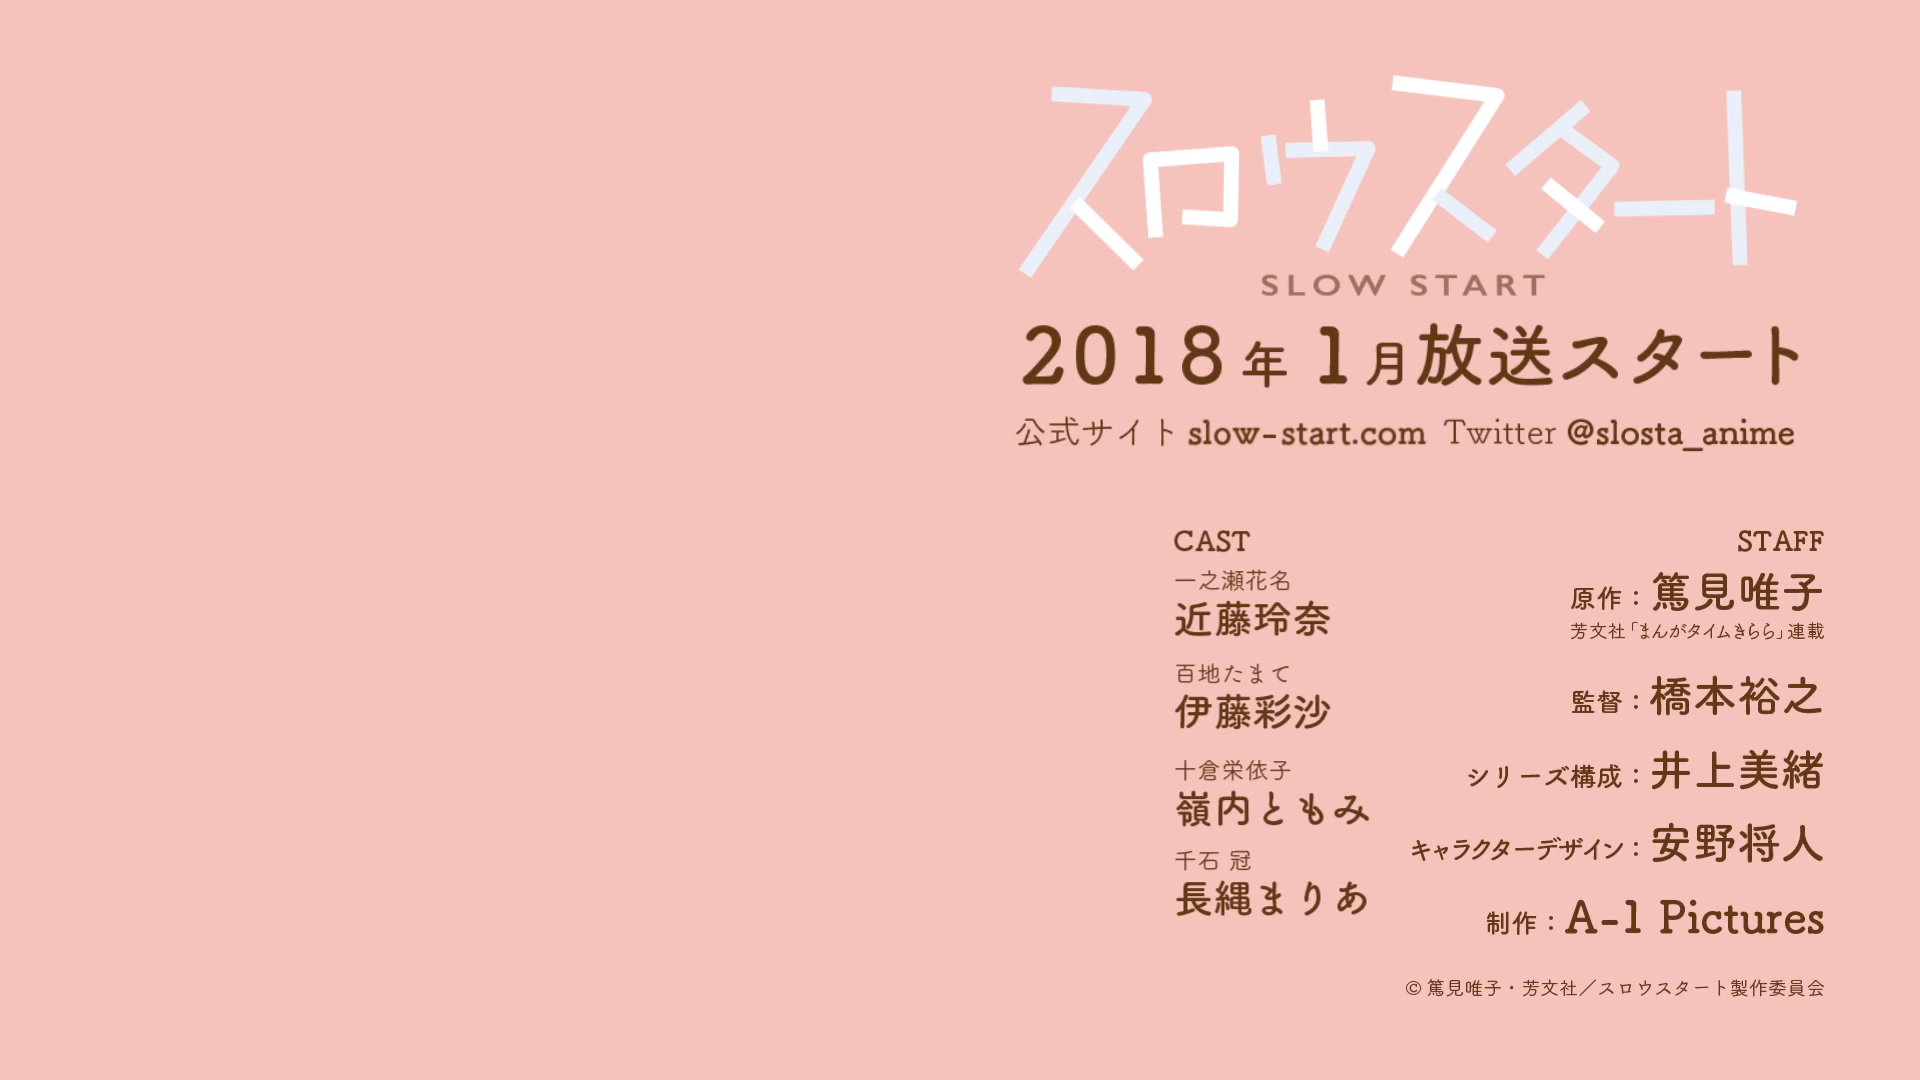 スロウスタート
SLOW START
2018年1月放送スタート
公式サイト slow-start.com Twitter @slosta_anime
CAST
一之瀬花名
近藤玲奈
百地たまて
伊藤彩沙
十倉栄依子
嶺内ともみ
千石 冠
長縄まりあ
STAFF
原作：篤見唯子
芳文社「まんがタイムきらら」連載
監督：橋本裕之
シリーズ構成：井上美緒
キャラクターデザイン：安野将人
制作：A-1 Pictures
©篤見唯子・芳文社／スロウスタート製作委員会